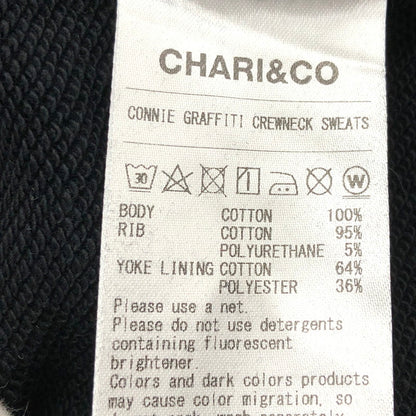 CHARI&CO
CONNIE GRAFFITI CREWNECK SWEATS
30 W
BODY COTTON 100%
RIB COTTON 95%
POLYURETHANE 5%
YOKE LINING COTTON 64%
POLYESTER 36%
Please use a net.
Please do not use detergents
containing fluorescent
brightener.
Colors and dark colors products
may cause color migration, so